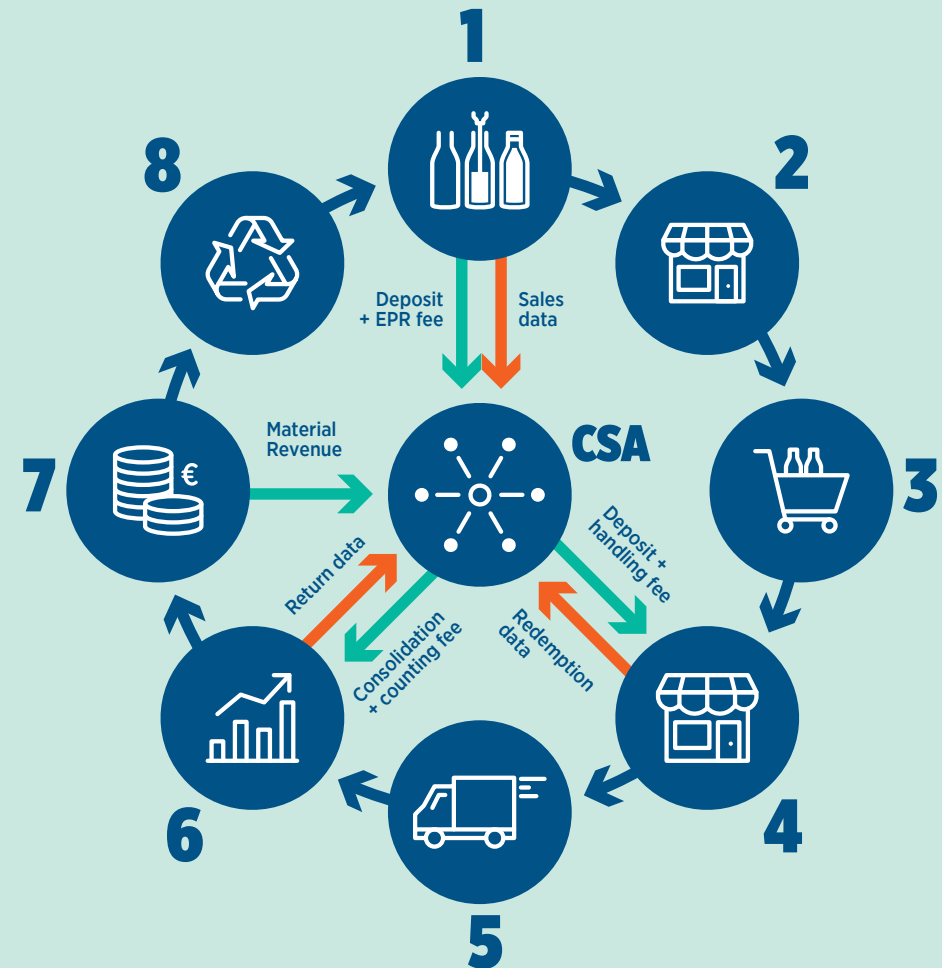 1
2
3
4
5
6
7
8
Deposit
+ EPR fee
Sales
data
CSA
Material
Revenue
€
Deposit +
handling fee
Redemption
data
Return data
Consolidation
+ counting fee